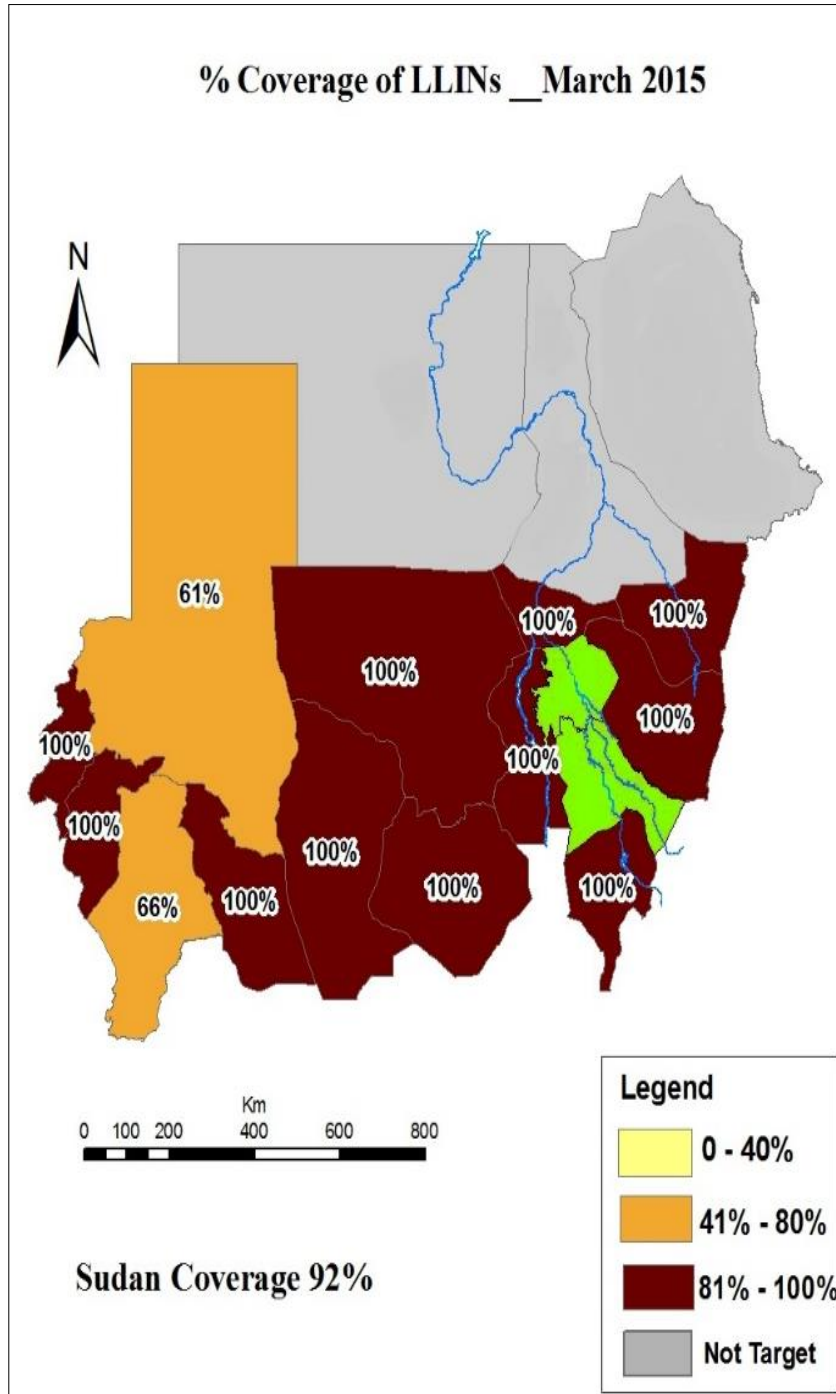 % Coverage of LLINs __March 2015
N
61%
100%
100%
100%
100%
100%
100%
100%
100%
100%
100%
66%
100%
100%
Km
0 100 200 400 600 800
Sudan Coverage 92%
Legend
0 - 40%
41% - 80%
81% - 100%
Not Target